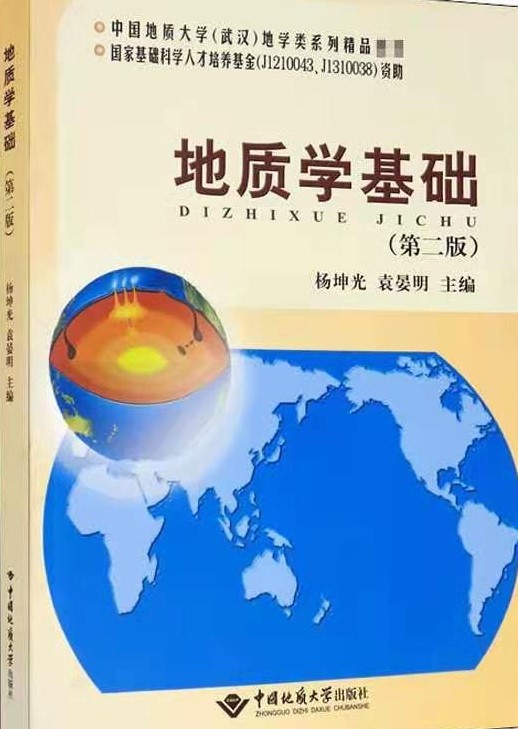 中国地质大学(武汉)地学类系列精品
国家基础科学人才培养基金(J1210043、J1310038)资助
地质学基础
DIZHIXUE JICHU
(第二版)
杨坤光 袁晏明 主编
中国地质大学出版社
ZHONGGUO DIZHI DAXUE CHUBANSHE
地质学基础
(第二版)
杨坤光 袁晏明 主编
中国地质大学出版社